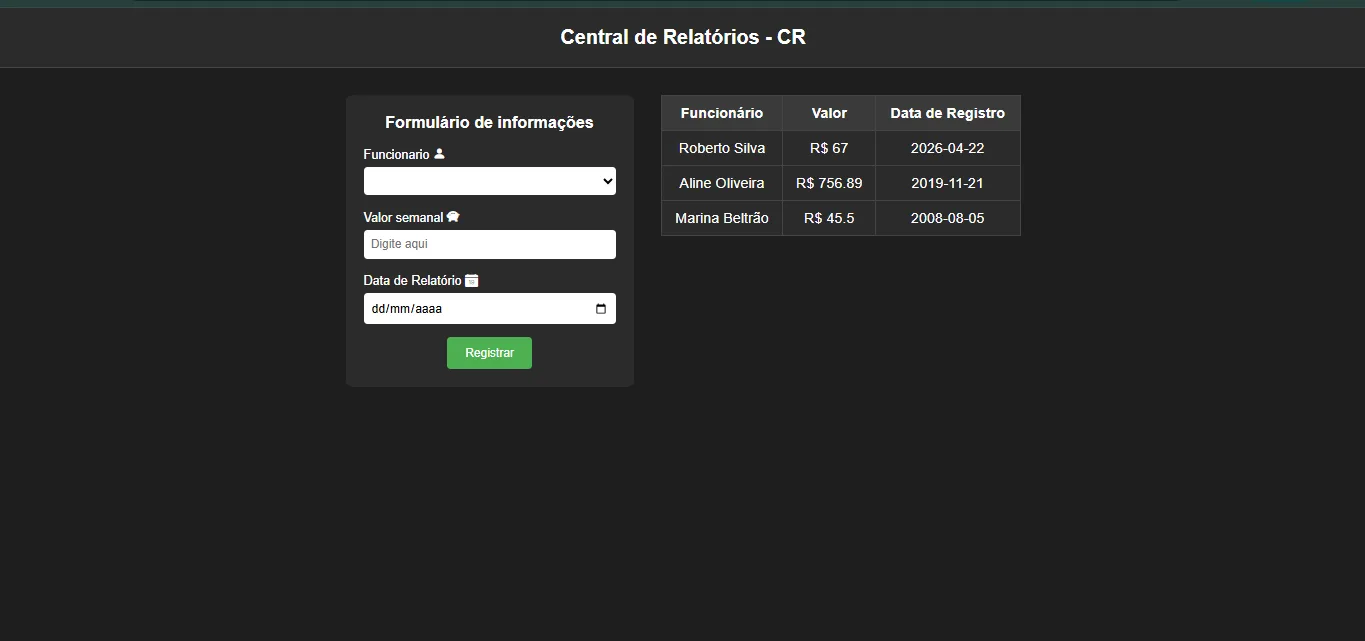 Central de Relatórios - CR
Formulário de informações
Funcionario
Valor semanal
Digite aqui
Data de Relatório
dd/mm/aaaa
Registrar
Funcionário Valor Data de Registro
Roberto Silva R$ 67 2026-04-22
Aline Oliveira R$ 756.89 2019-11-21
Marina Beltrão R$ 45.5 2008-08-05